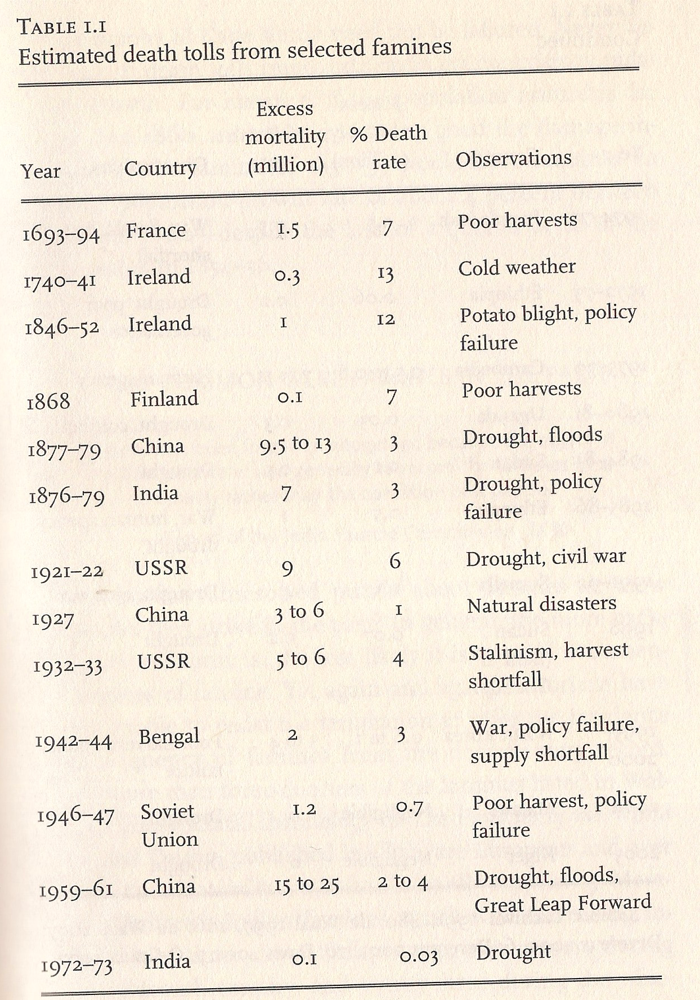 TABLE 1.1
Estimated death tolls from selected famines
Excess
mortality % Death
Year Country (million) rate Observations
1693–94 France 1.5 7 Poor harvests
1740–41 Ireland 0.3 13 Cold weather
1846–52 Ireland 1 12 Potato blight, policy
failure
1868 Finland 0.1 7 Poor harvests
1877–79 China 9.5 to 13 3 Drought, floods
1876–79 India 7 3 Drought, policy
failure
1921–22 USSR 9 6 Drought, civil war
1927 China 3 to 6 1 Natural disasters
1932–33 USSR 5 to 6 4 Stalinism, harvest
shortfall
1942–44 Bengal 2 3 War, policy failure,
supply shortfall
1946–47 Soviet 1.2 0.7 Poor harvest, policy
Union failure
1959–61 China 15 to 25 2 to 4 Drought, floods,
Great Leap Forward
1972–73 India 0.1 0.03 Drought